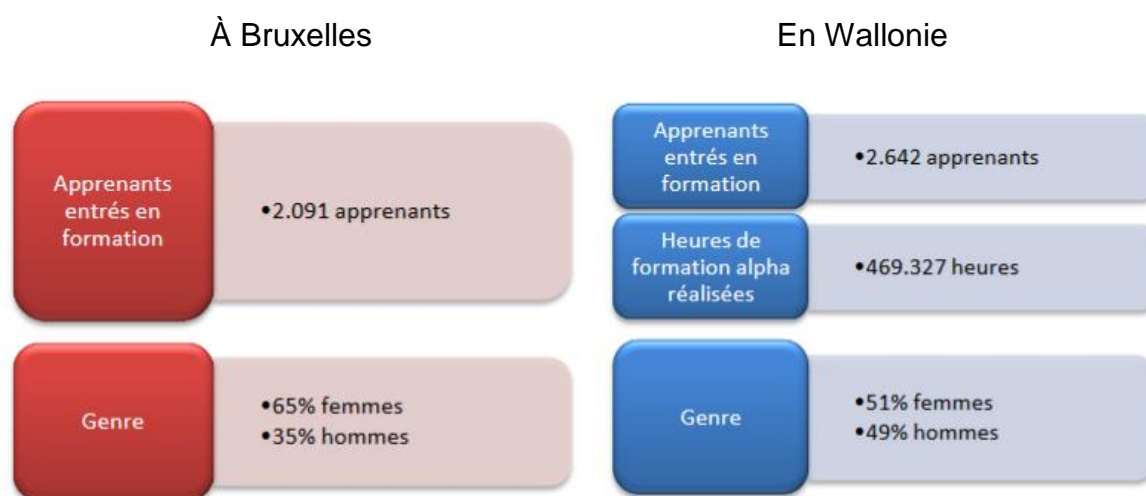 À Bruxelles
Apprenants
entrés en
formation
•2.091 apprenants
Genre
•65% femmes
•35% hommes
En Wallonie
Apprenants
entrés en
formation
•2.642 apprenants
Heures de
formation alpha
réalisées
•469.327 heures
Genre
•51% femmes
•49% hommes